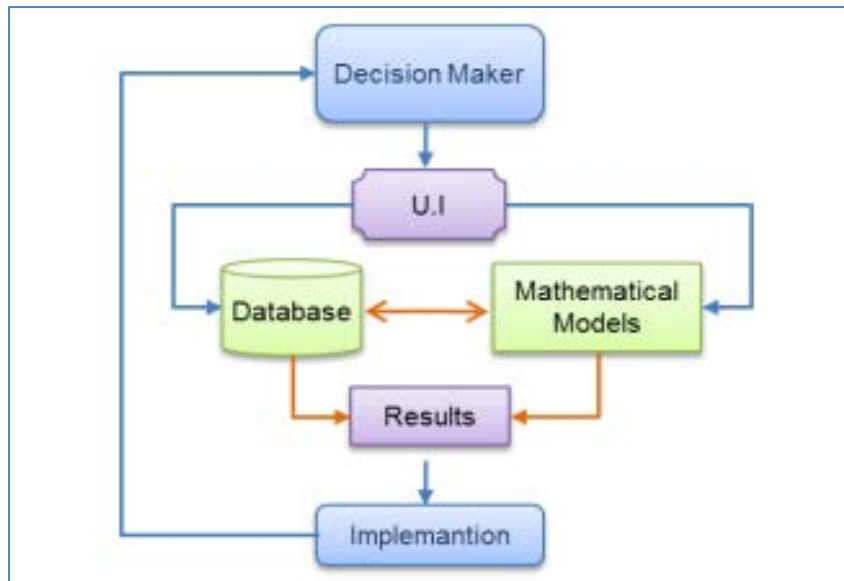 Decision Maker
U.I
Database
Mathematical
Models
Results
Implemantion